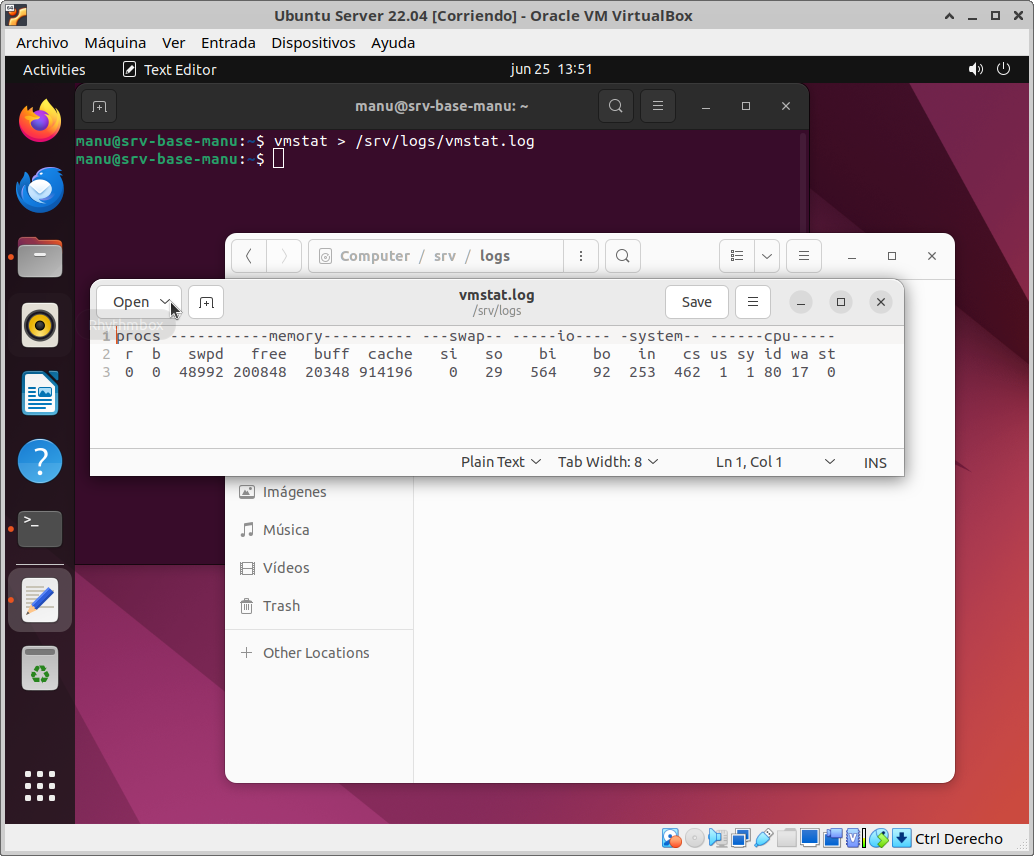 Ubuntu Server 22.04 [Corriendo] - Oracle VM VirtualBox
Archivo Máquina Ver Entrada Dispositivos Ayuda
Activities Text Editor jun 25 13:51
manu@srv-base-manu: ~
manu@srv-base-manu:~$ vmstat > /srv/logs/vmstat.log
manu@srv-base-manu:~$
Computer / srv / logs
Open vmstat.log Save
/srv/logs
Rhythmbox
1 procs -----------memory---------- ---swap-- -----io---- -system-- ------cpu-----
2 r b swpd free buff cache si so bi bo in cs us sy id wa st
3 0 0 48992 200848 20348 914196 0 29 564 92 253 462 1 1 80 17 0
Plain Text Tab Width: 8 Ln 1, Col 1 INS
Imágenes
Música
Vídeos
Trash
Other Locations
Ctrl Derecho